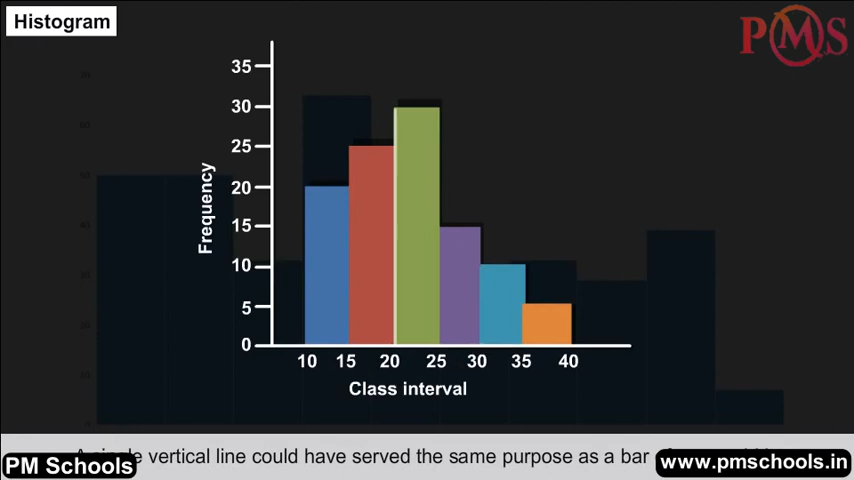 Histogram
PMS
35
30
25
20
15
10
5
0
Frequency
10 15 20 25 30 35 40
Class interval
vertical line could have served the same purpose as a bar
PM Schools
www.pmschools.in